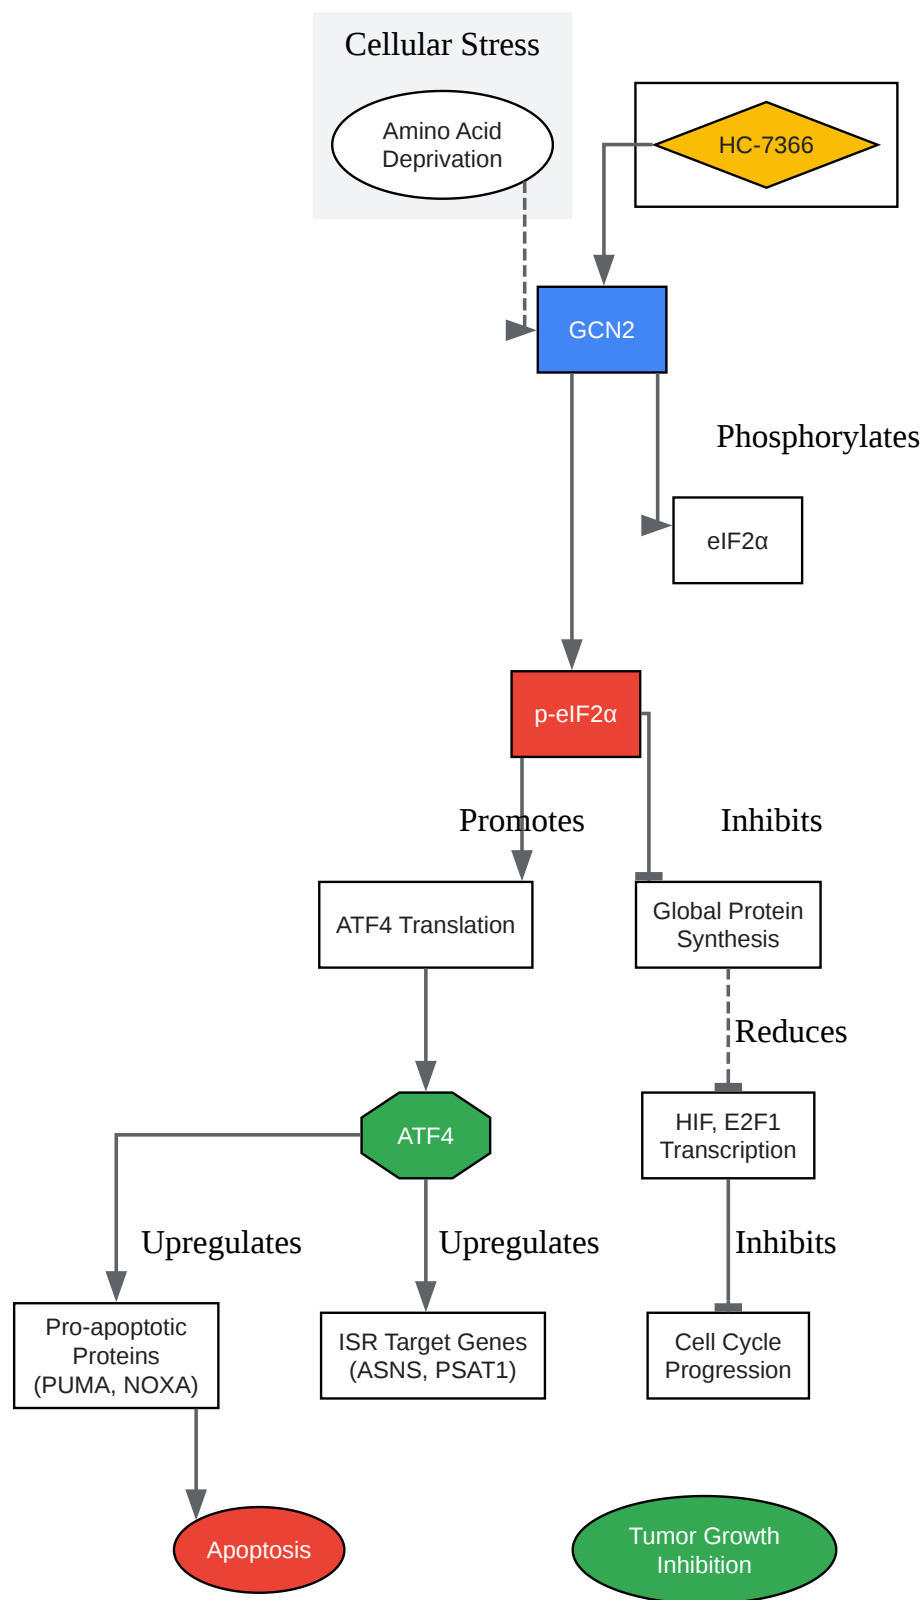 Cellular Stress
Amino Acid
Deprivation
HC-7366
GCN2
Phosphorylates
eIF2α
p-eIF2α
Promotes
Inhibits
ATF4 Translation
Global Protein
Synthesis
Reduces
ATF4
HIF, E2F1
Transcription
Upregulates
Upregulates
Inhibits
Pro-apoptotic
Proteins
(PUMA, NOXA)
ISR Target Genes
(ASNS, PSAT1)
Cell Cycle
Progression
Apoptosis
Tumor Growth
Inhibition